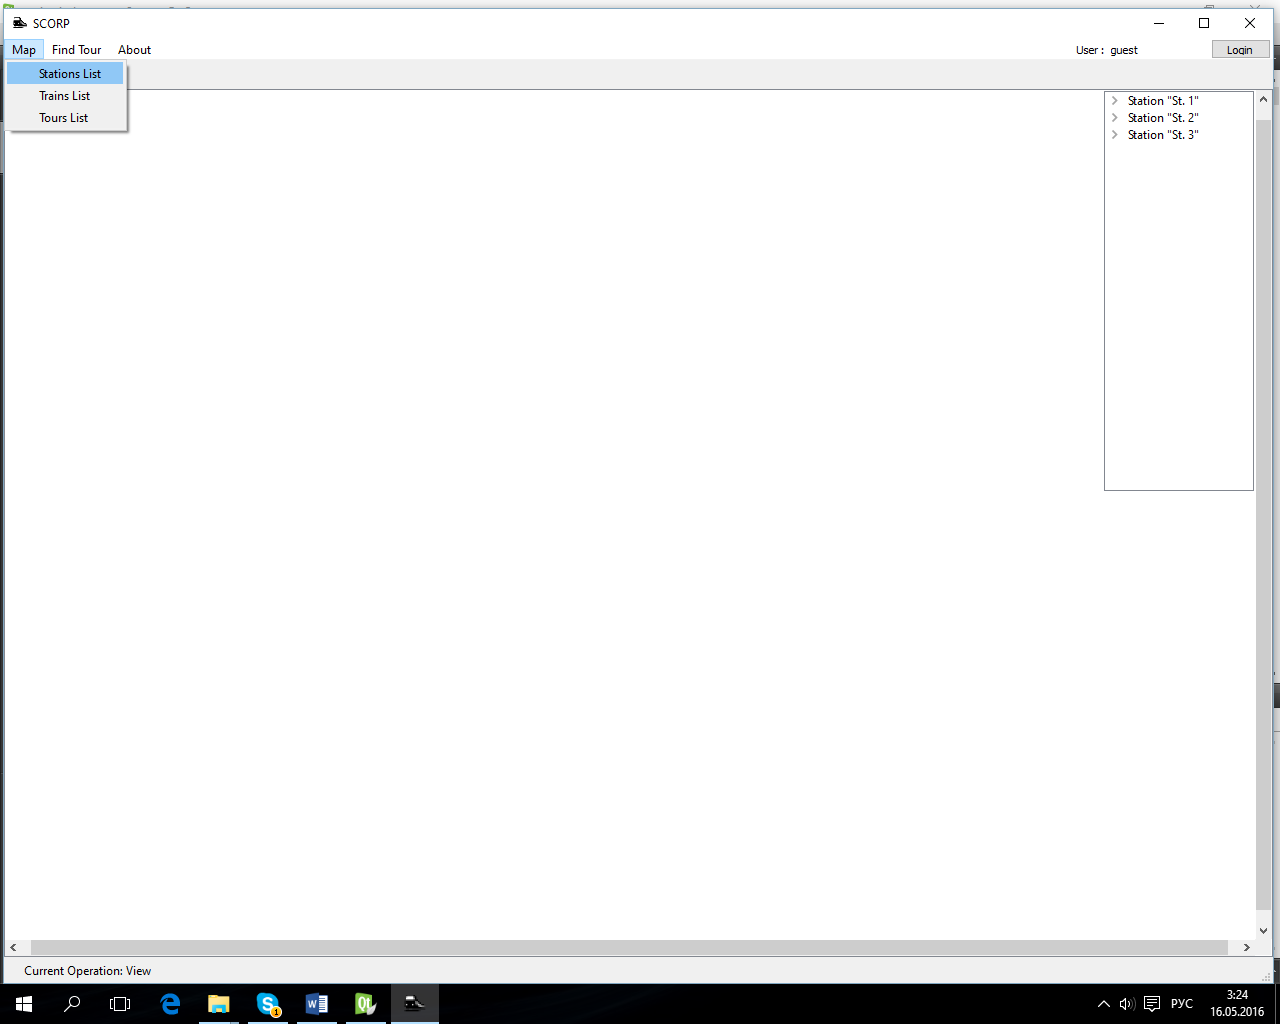 SCORP
Map Find Tour About User : guest Login
Stations List
Trains List
Tours List
Station "St. 1"
Station "St. 2"
Station "St. 3"
Current Operation: View
РУС
3:24
16.05.2016